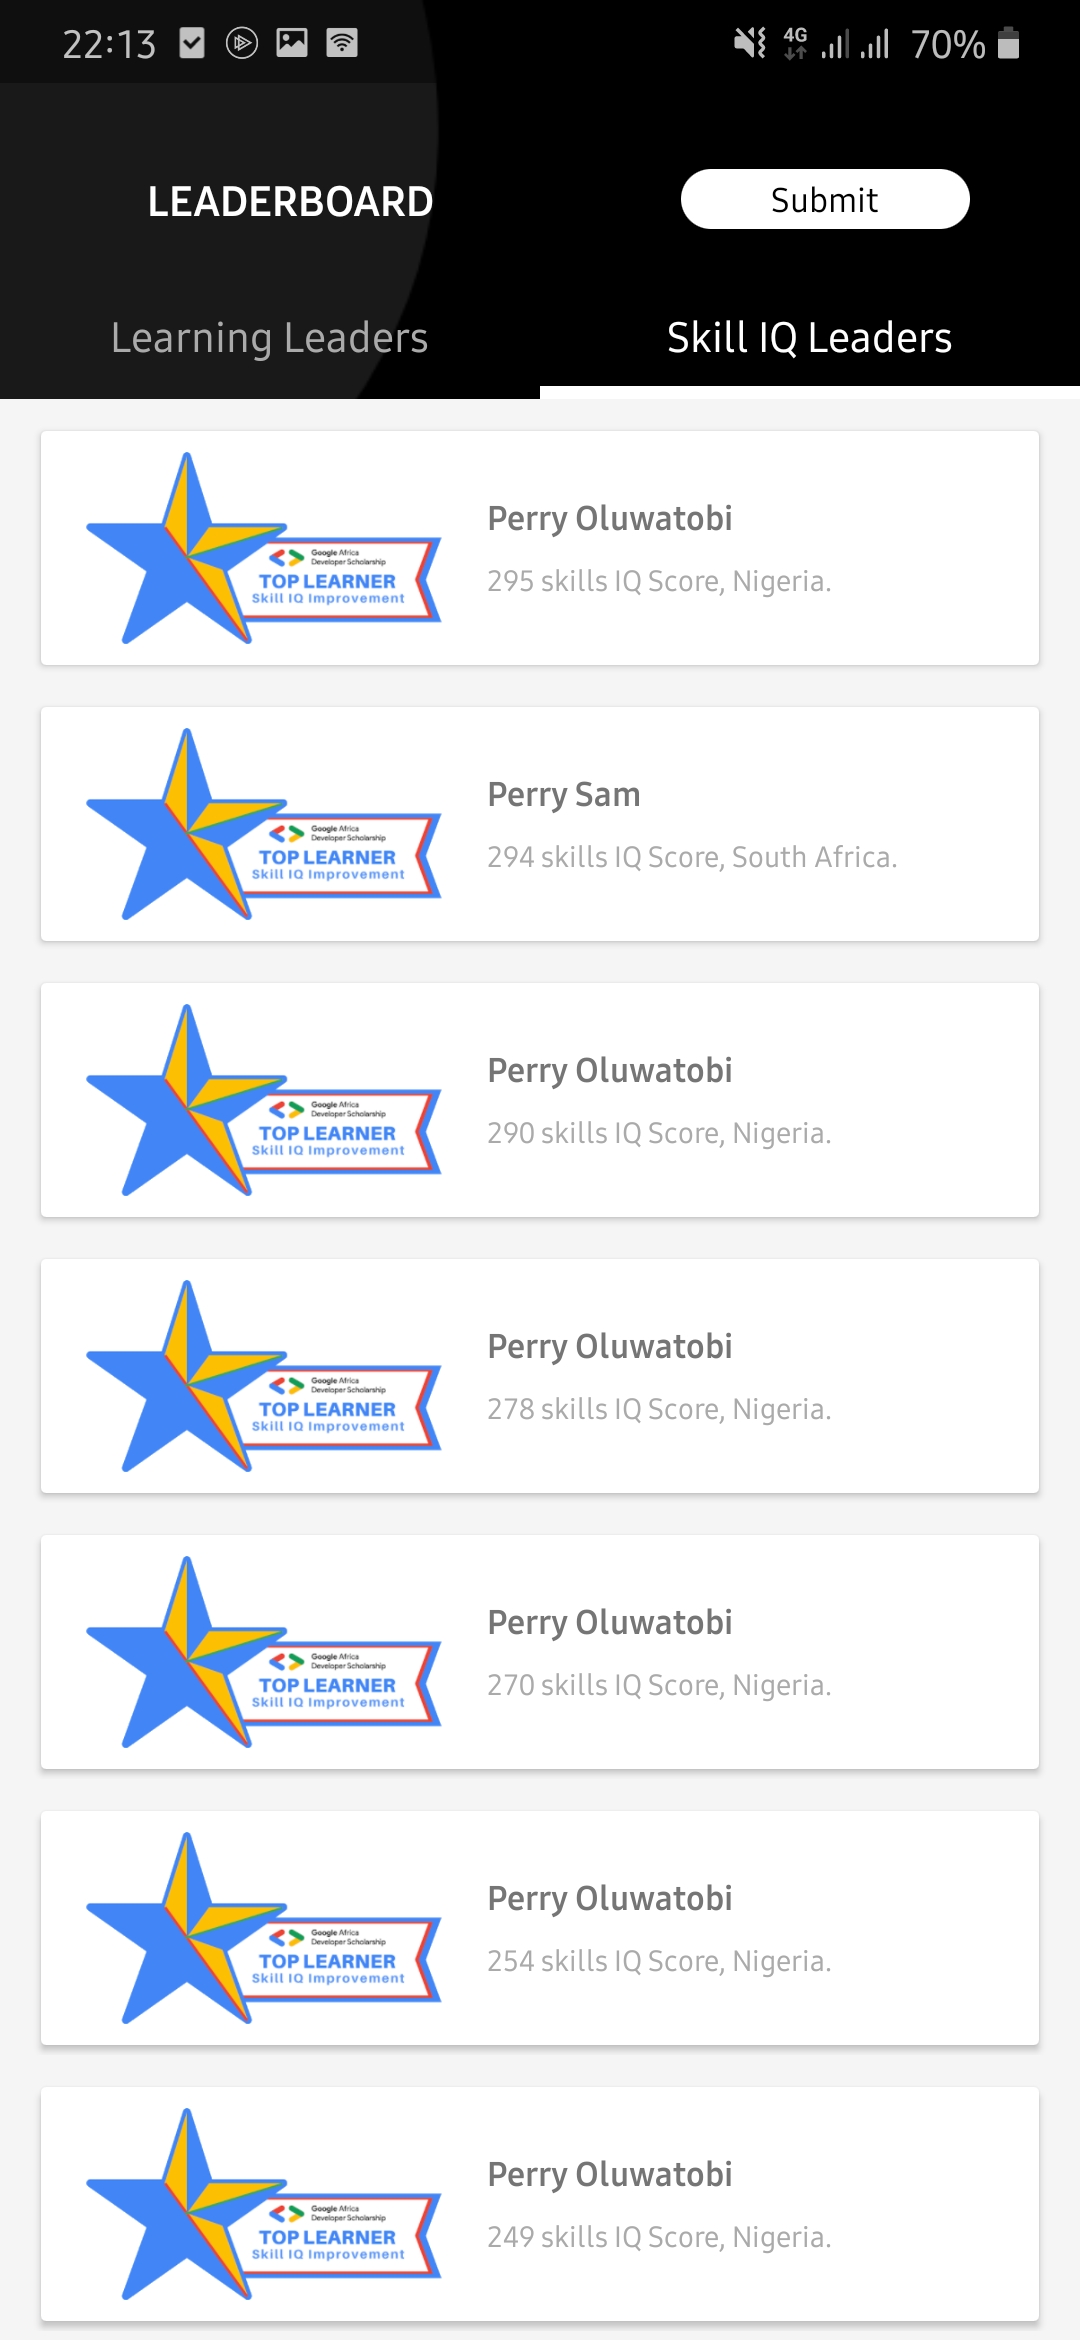 22:13
4G
70%
LEADERBOARD
Submit
Learning Leaders
Skill IQ Leaders
Google Africa
Developer Scholarship
TOP LEARNER
Skill IQ Improvement
Perry Oluwatobi
295 skills IQ Score, Nigeria.
Google Africa
Developer Scholarship
TOP LEARNER
Skill IQ Improvement
Perry Sam
294 skills IQ Score, South Africa.
Google Africa
Developer Scholarship
TOP LEARNER
Skill IQ Improvement
Perry Oluwatobi
290 skills IQ Score, Nigeria.
Google Africa
Developer Scholarship
TOP LEARNER
Skill IQ Improvement
Perry Oluwatobi
278 skills IQ Score, Nigeria.
Google Africa
Developer Scholarship
TOP LEARNER
Skill IQ Improvement
Perry Oluwatobi
270 skills IQ Score, Nigeria.
Google Africa
Developer Scholarship
TOP LEARNER
Skill IQ Improvement
Perry Oluwatobi
254 skills IQ Score, Nigeria.
Google Africa
Developer Scholarship
TOP LEARNER
Skill IQ Improvement
Perry Oluwatobi
249 skills IQ Score, Nigeria.